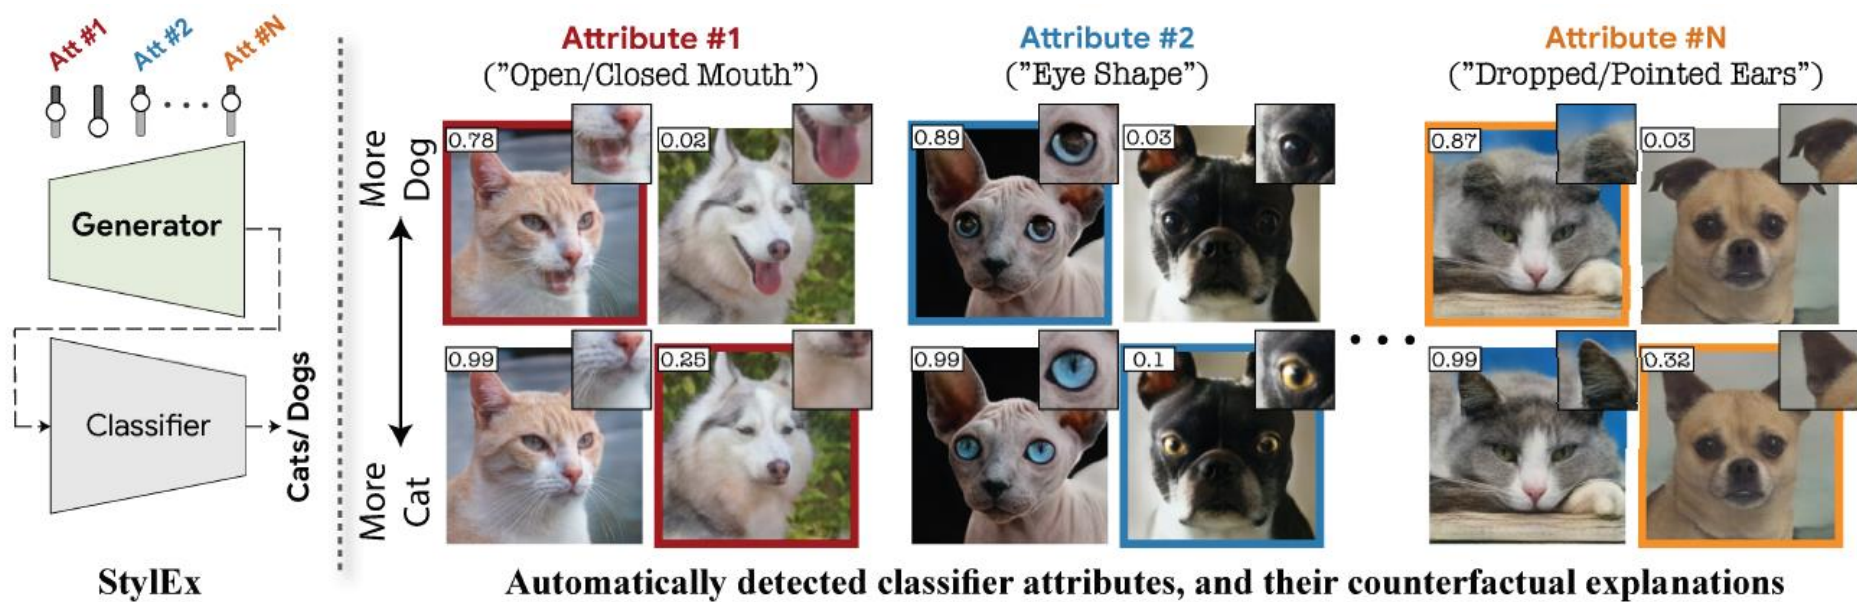 Att #1
Att #2
Att #N
Generator
Classifier
Cats/ Dogs
StylEx
More Dog
More Cat
Attribute #1
("Open/Closed Mouth")
0.78
0.02
0.99
0.25
Attribute #2
("Eye Shape")
0.89
0.03
0.99
0.1
Attribute #N
("Dropped/Pointed Ears")
0.87
0.03
0.99
0.32
Automatically detected classifier attributes, and their counterfactual explanations